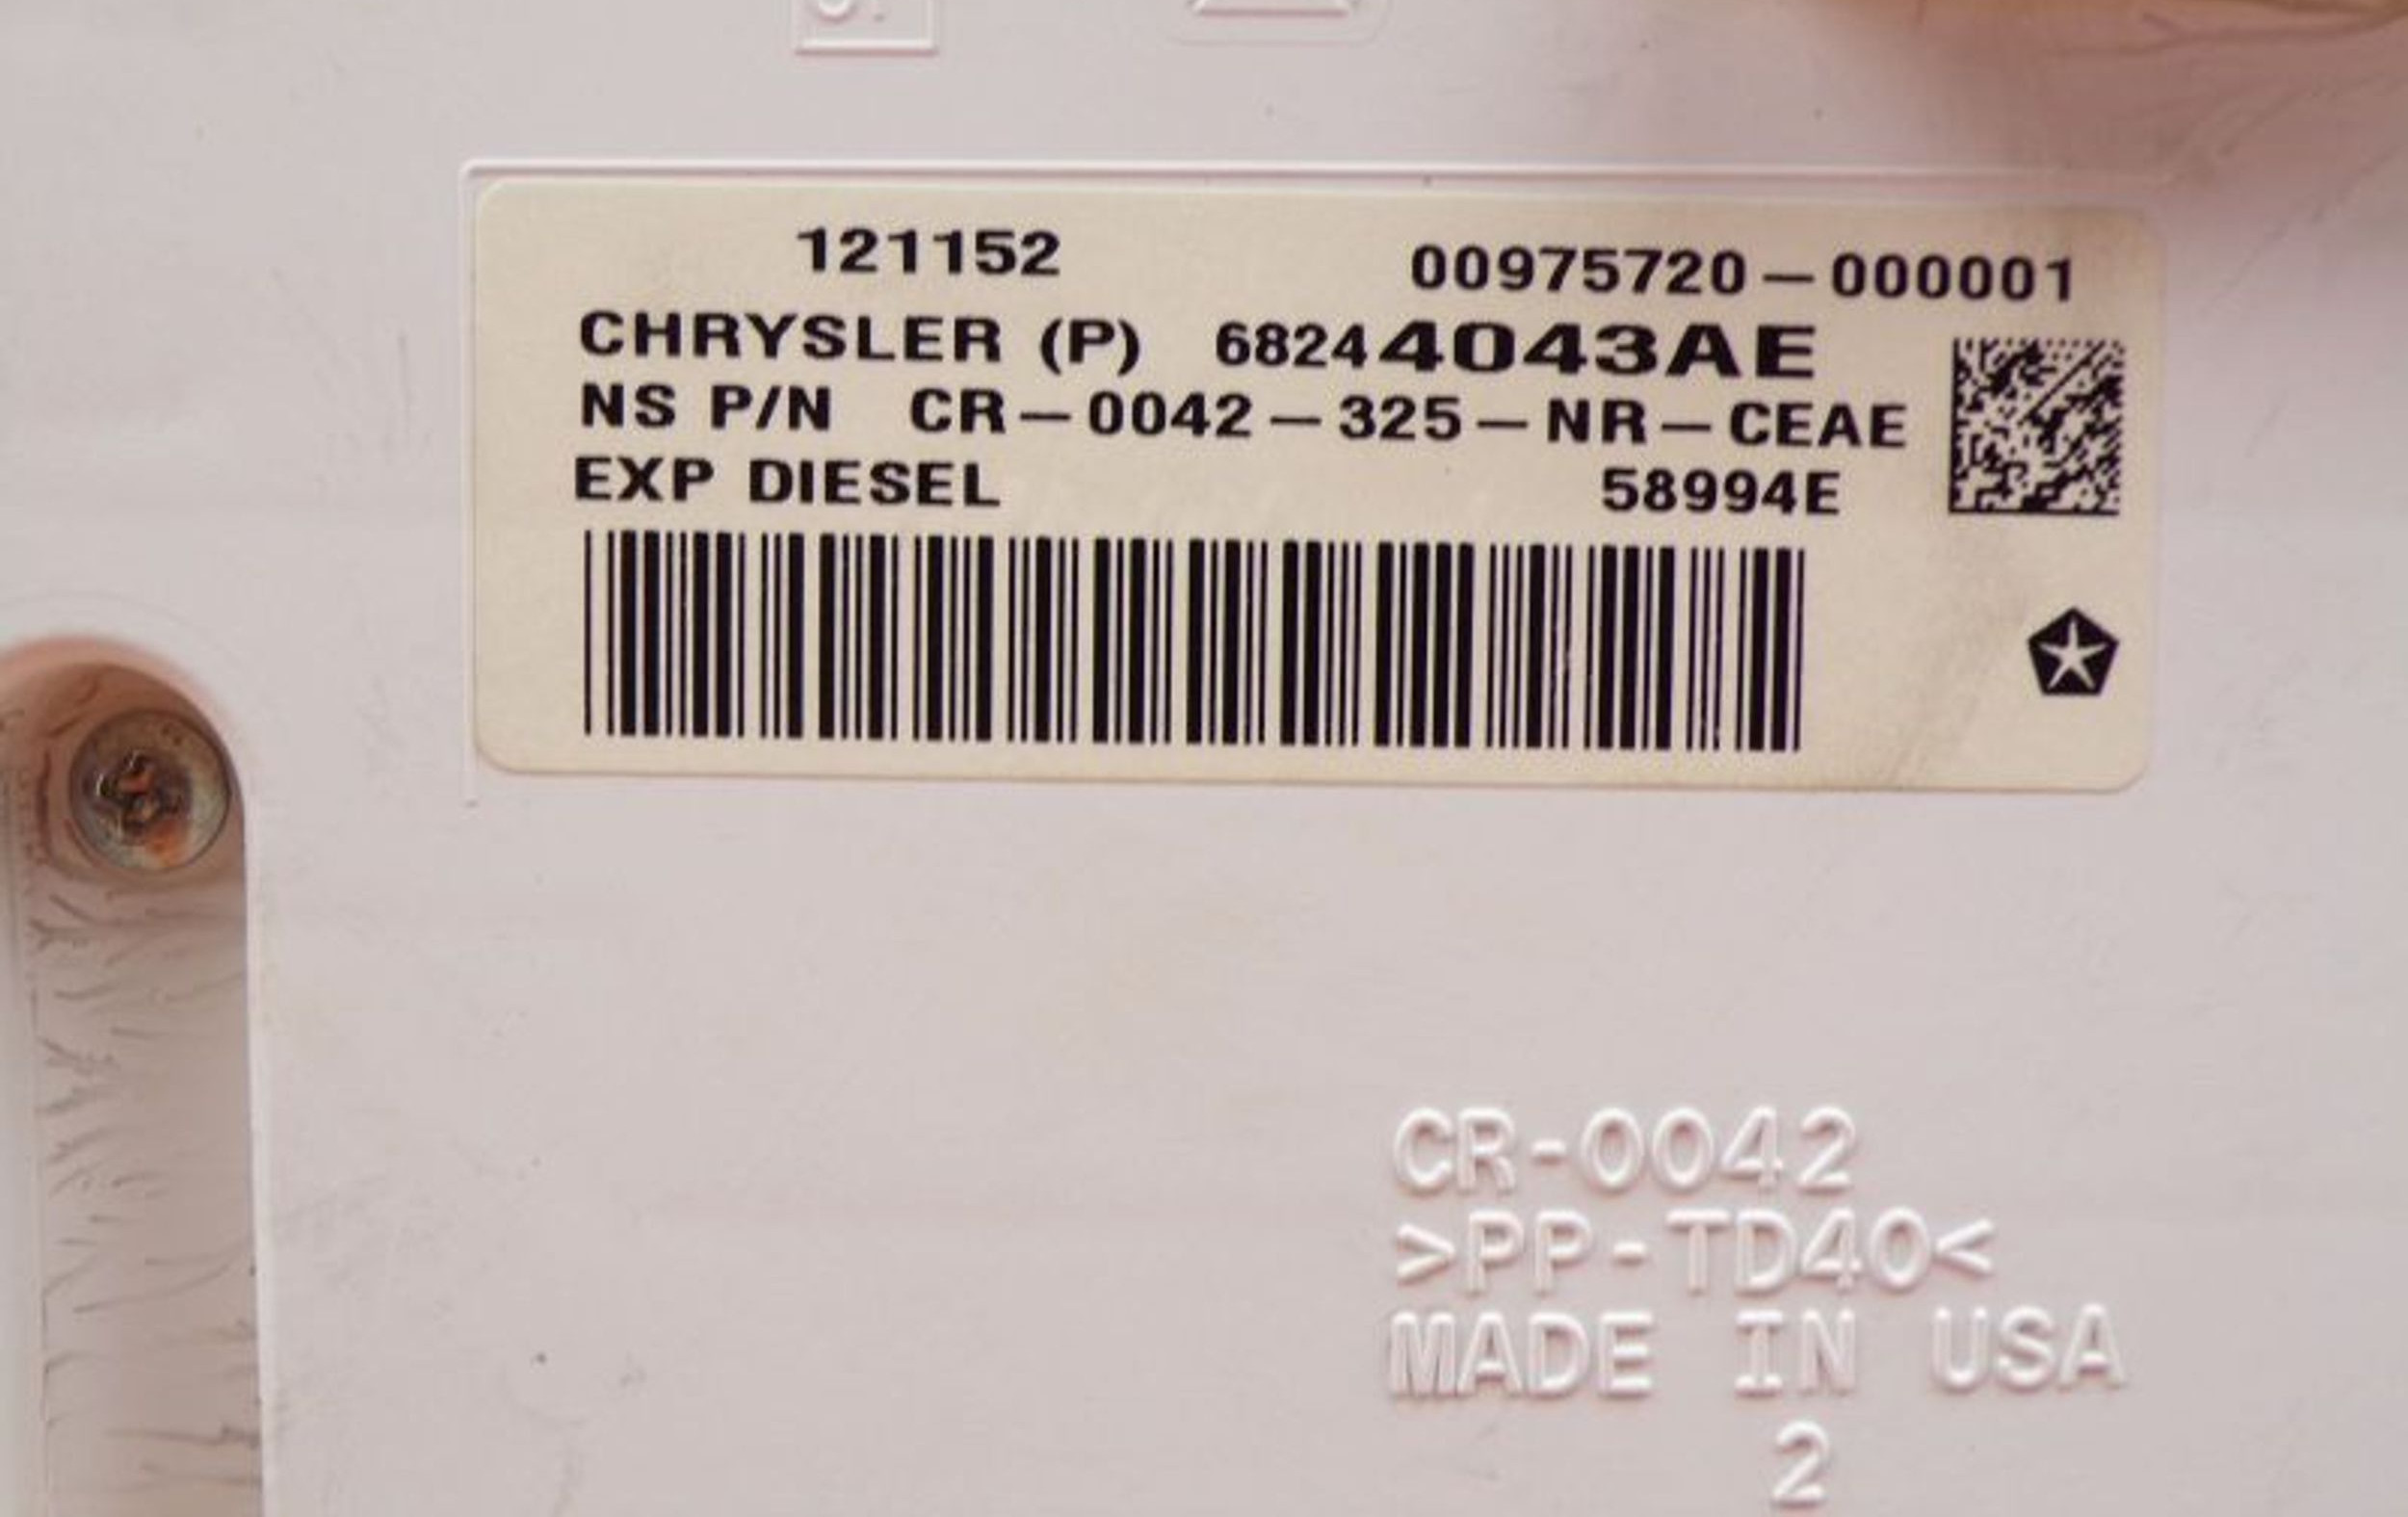 121152 00975720-000001
CHRYSLER (P) 68244043AE
NS P/N CR-0042-325-NR-CEAE
EXP DIESEL 58994E
CR-0042
>PP-TD40<
MADE IN USA
2